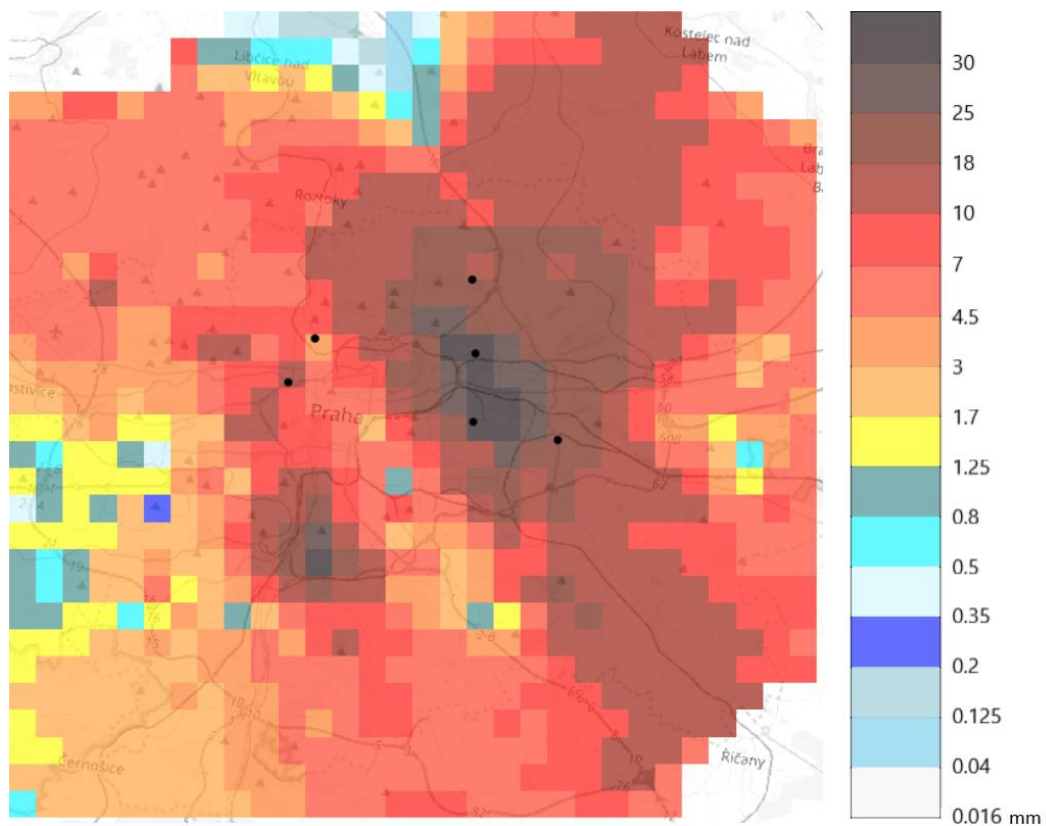 Kostelec nad
Labem
Libčice nad
Vltavou
Roztoky
Praha
Černošice
Říčany
30
25
18
10
7
4.5
3
1.7
1.25
0.8
0.5
0.35
0.2
0.125
0.04
0.016 mm